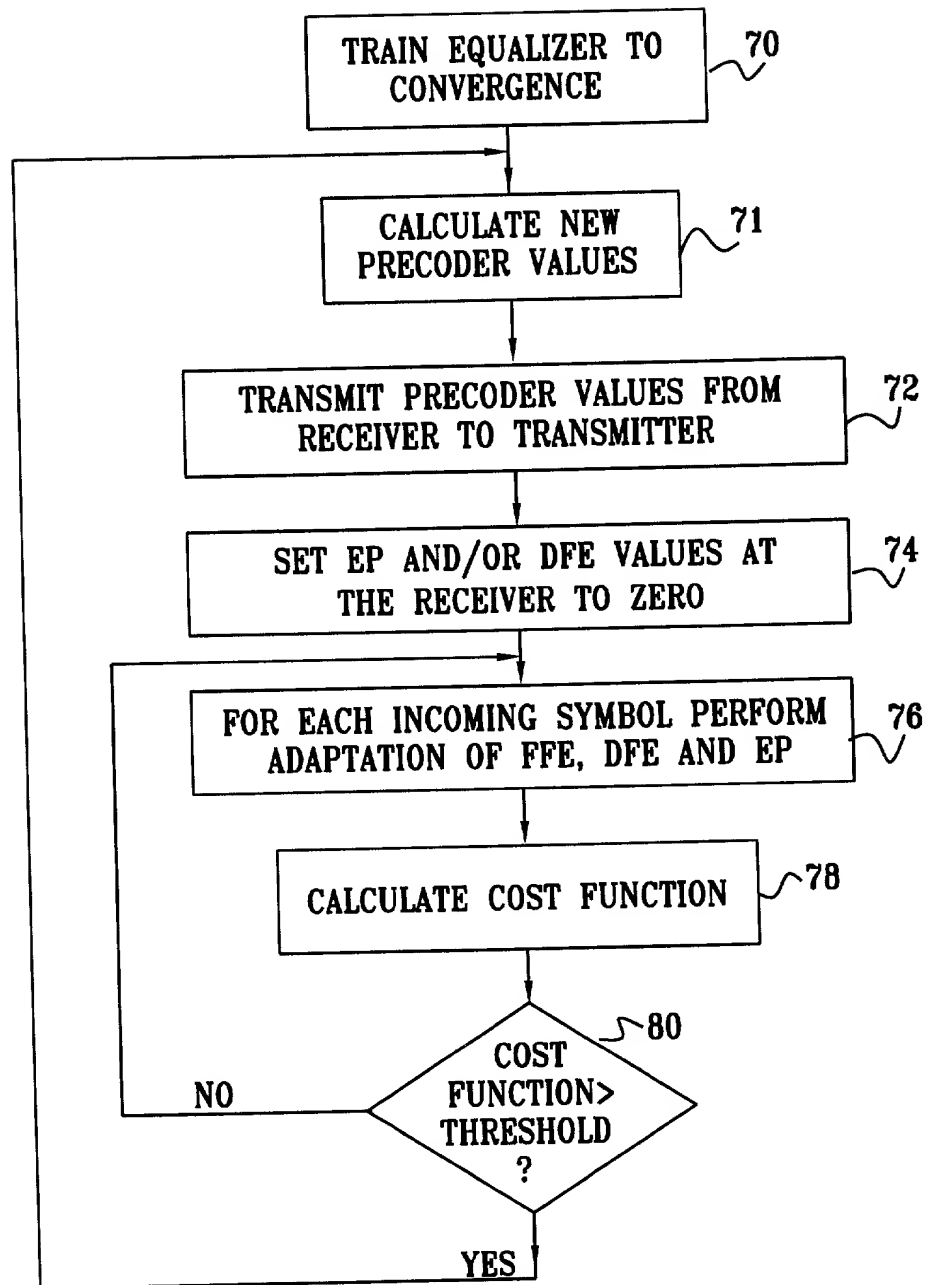 TRAIN EQUALIZER TO
CONVERGENCE
70
CALCULATE NEW
PRECODER VALUES
71
TRANSMIT PRECODER VALUES FROM
RECEIVER TO TRANSMITTER
72
SET EP AND/OR DFE VALUES AT
THE RECEIVER TO ZERO
74
FOR EACH INCOMING SYMBOL PERFORM
ADAPTATION OF FFE, DFE AND EP
76
CALCULATE COST FUNCTION
78
80
COST
FUNCTION>
THRESHOLD
?
NO
YES